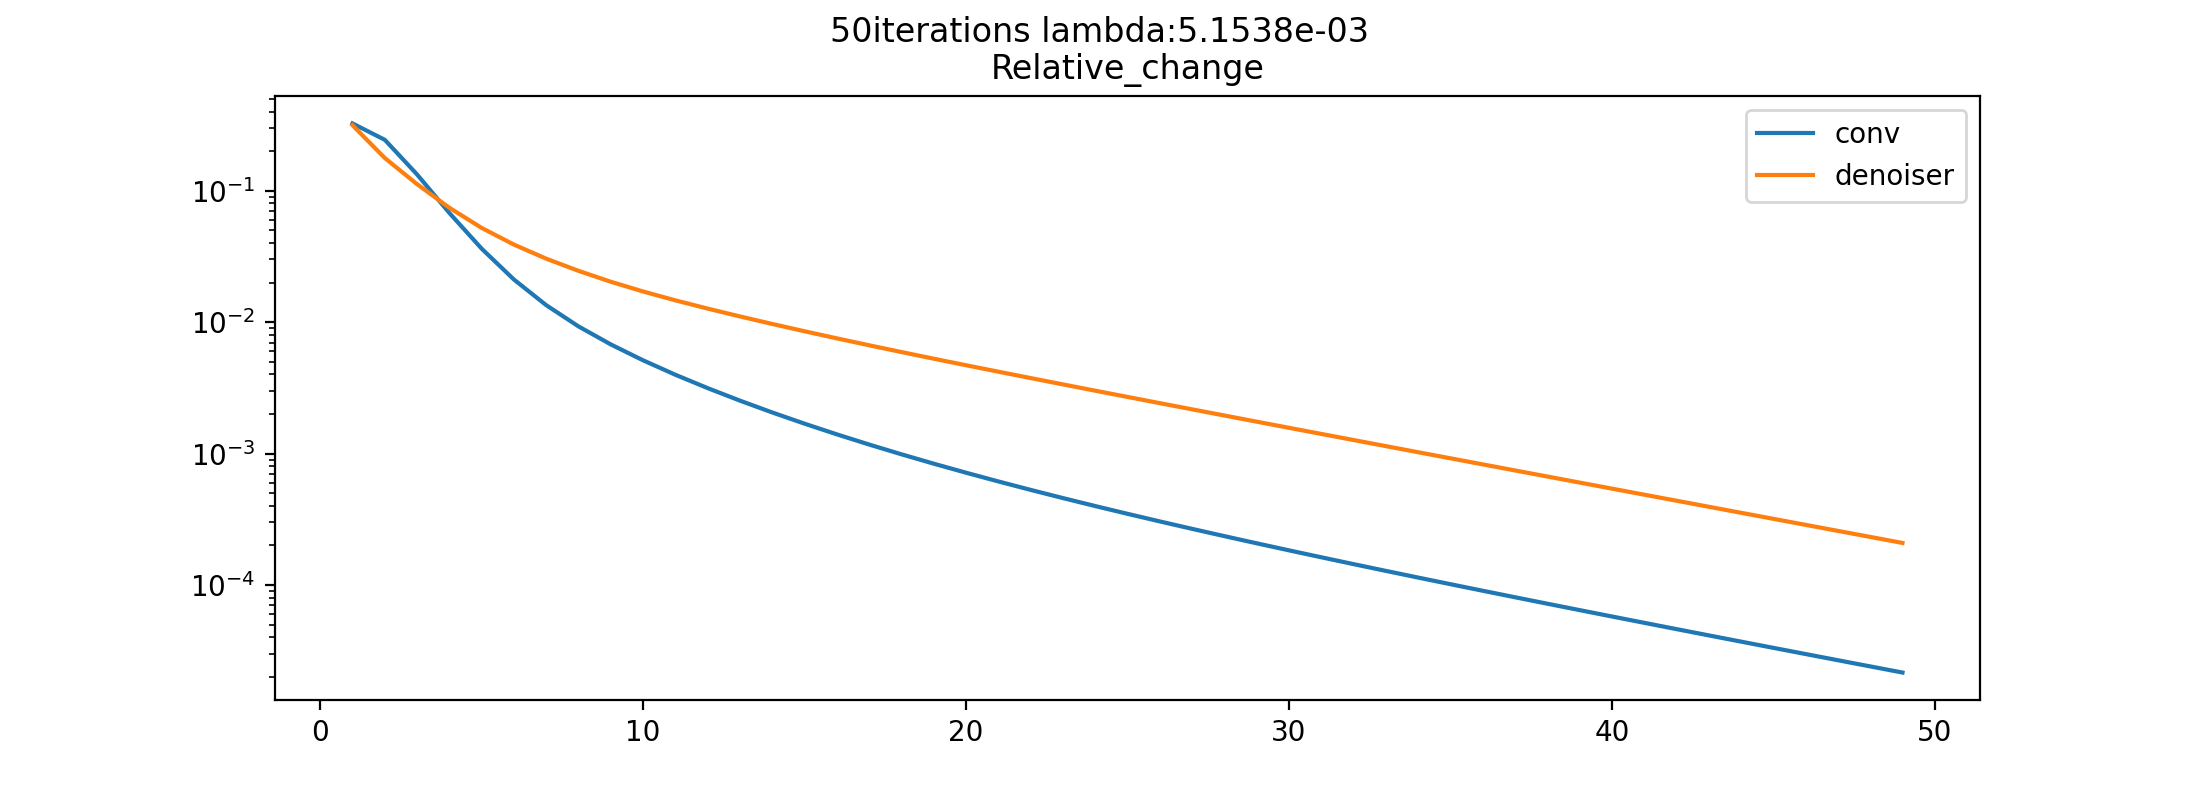 50iterations lambda:5.1538e-03
Relative_change
conv
denoiser
10⁻¹
10⁻²
10⁻³
10⁻⁴
0 10 20 30 40 50